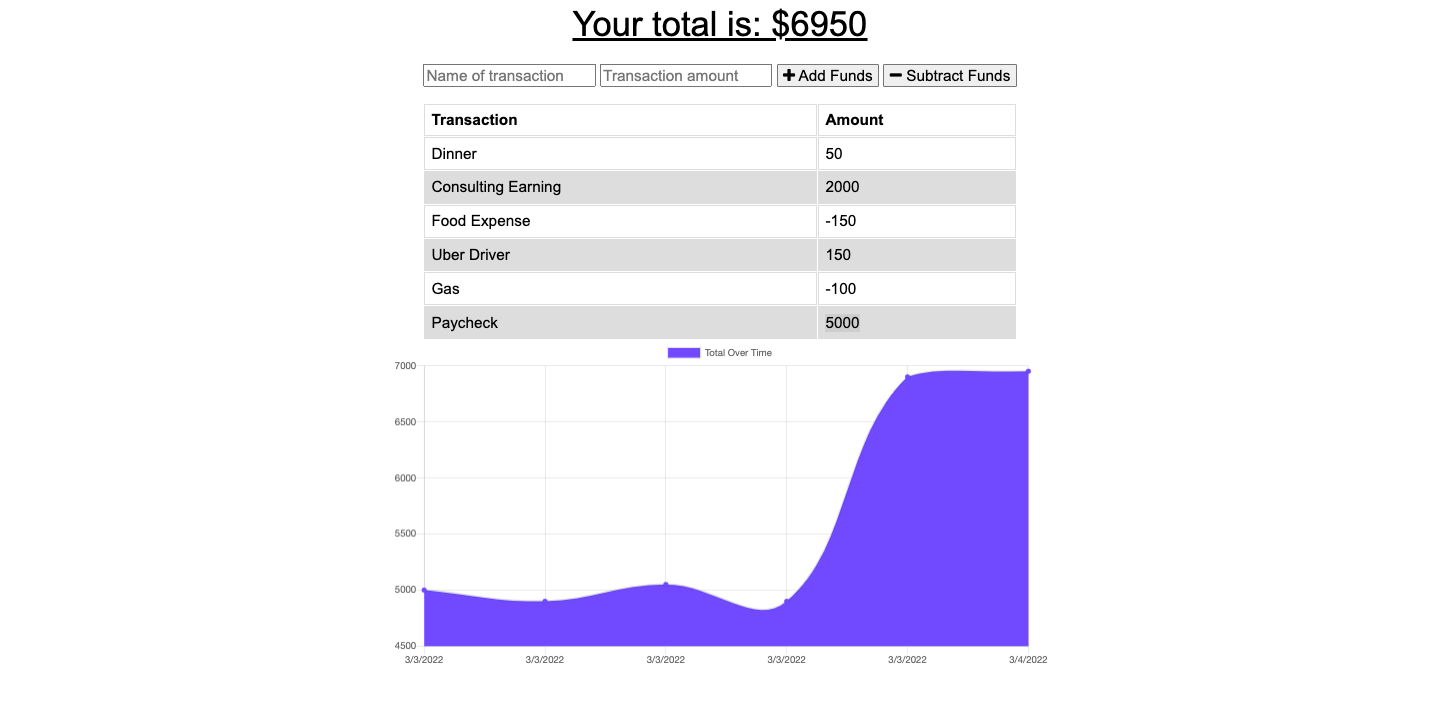 Your total is: $6950
Name of transaction Transaction amount + Add Funds − Subtract Funds
Transaction Amount
Dinner 50
Consulting Earning 2000
Food Expense -150
Uber Driver 150
Gas -100
Paycheck 5000
Total Over Time
7000
6500
6000
5500
5000
4500
3/3/2022 3/3/2022 3/3/2022 3/3/2022 3/3/2022 3/4/2022